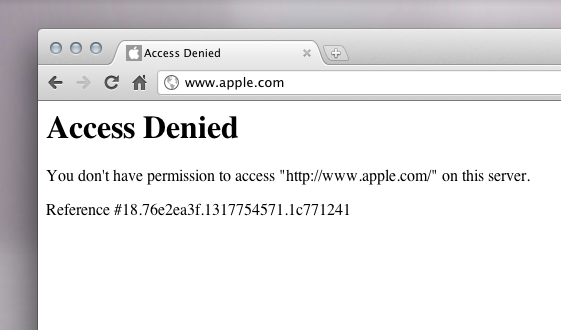 Access Denied
www.apple.com
Access Denied
You don't have permission to access "http://www.apple.com/" on this server.
Reference #18.76e2ea3f.1317754571.1c771241